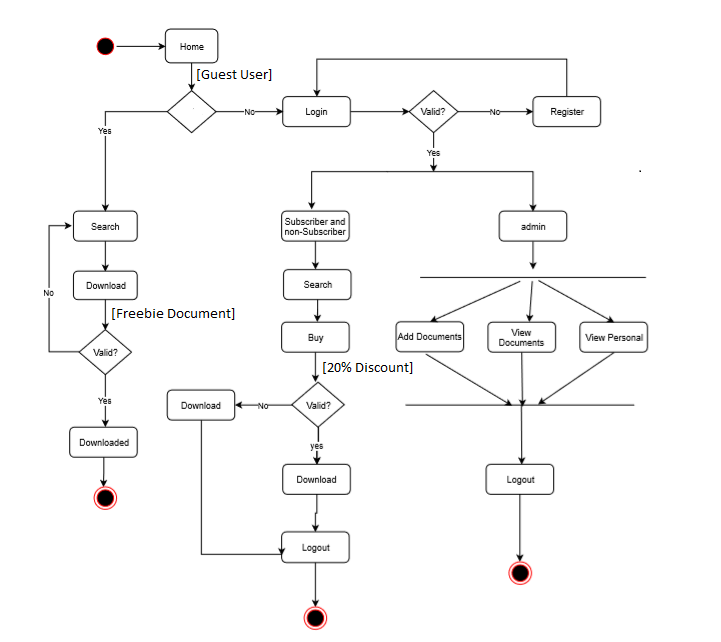 Home
[Guest User]
No
Login
Valid?
No
Register
Yes
Yes
Search
Subscriber and
non-Subscriber
admin
Download
Search
No
[Freebie Document]
Valid?
Buy
Add Documents
View
Documents
View Personal
[20% Discount]
Yes
Download
No
Valid?
Downloaded
yes
Download
Logout
Logout